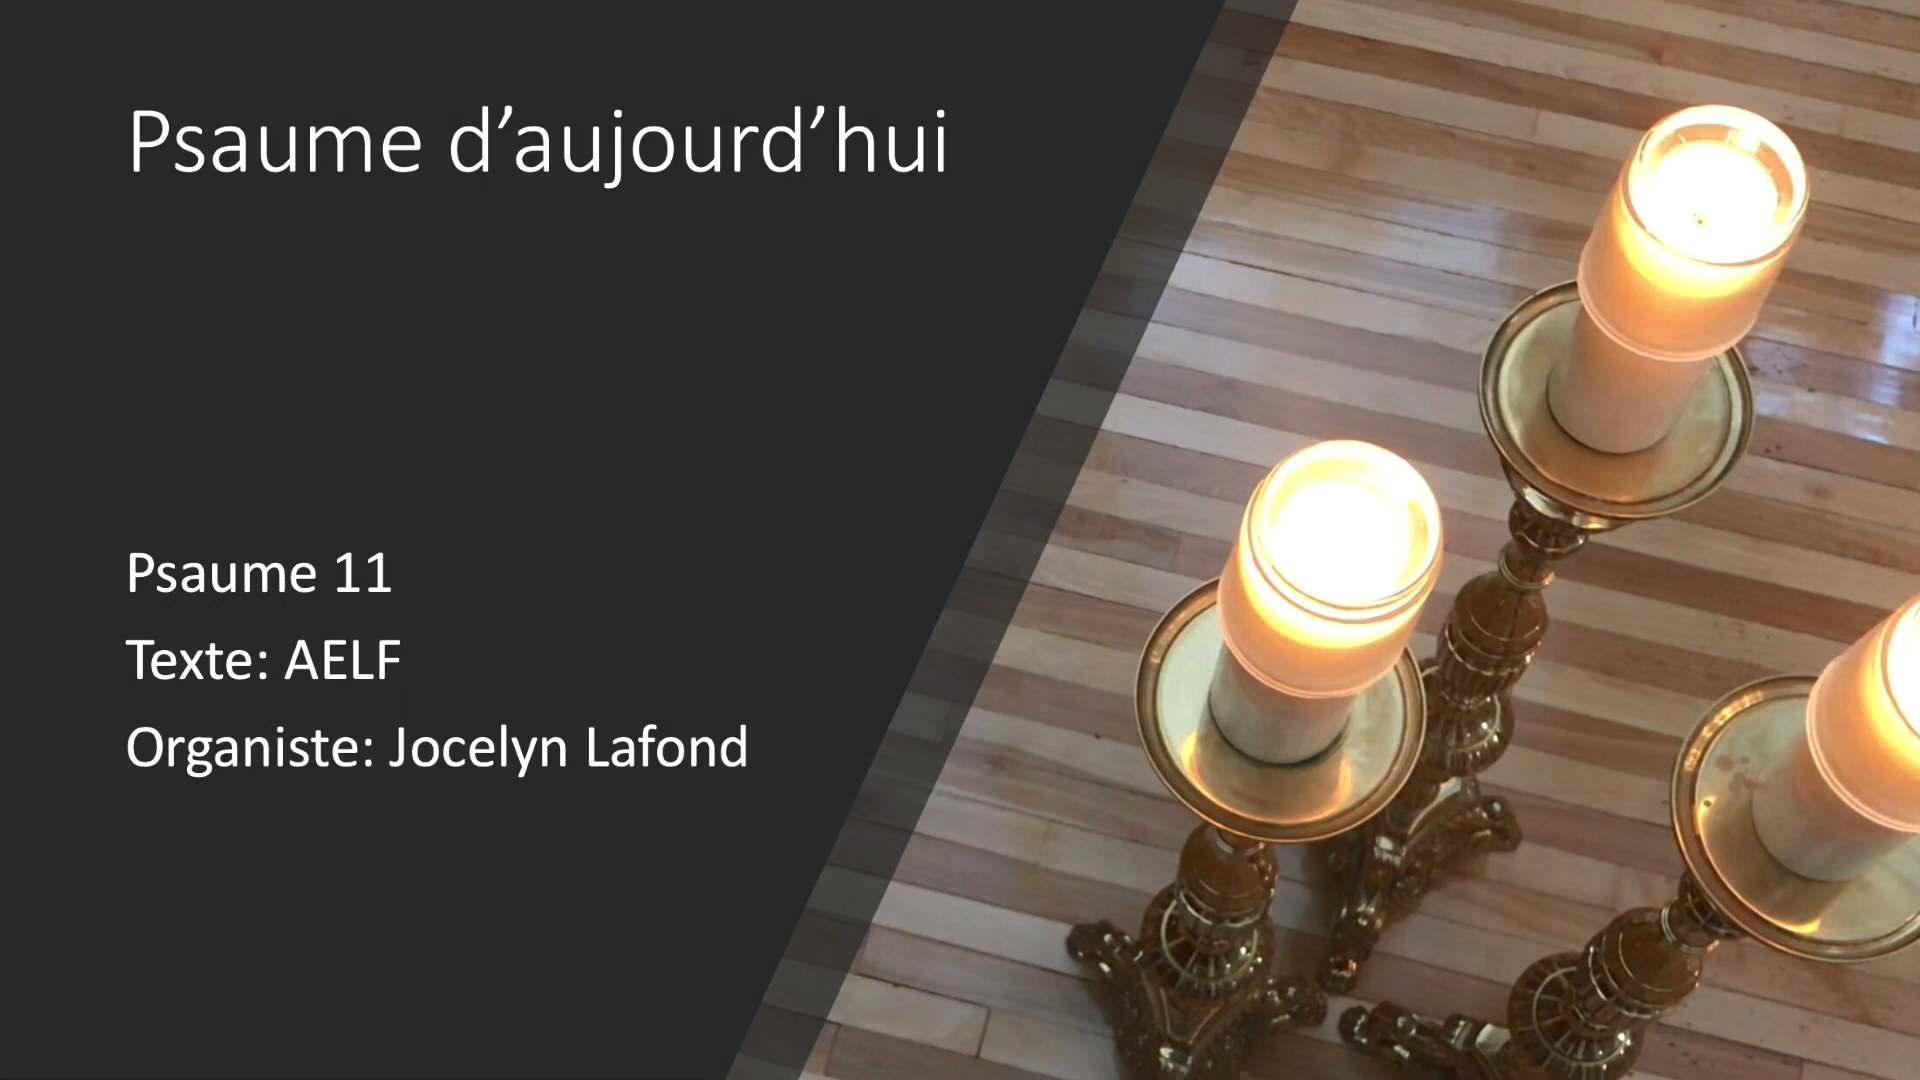 Psaume d’aujourd’hui
Psaume 11
Texte: AELF
Organiste: Jocelyn Lafond